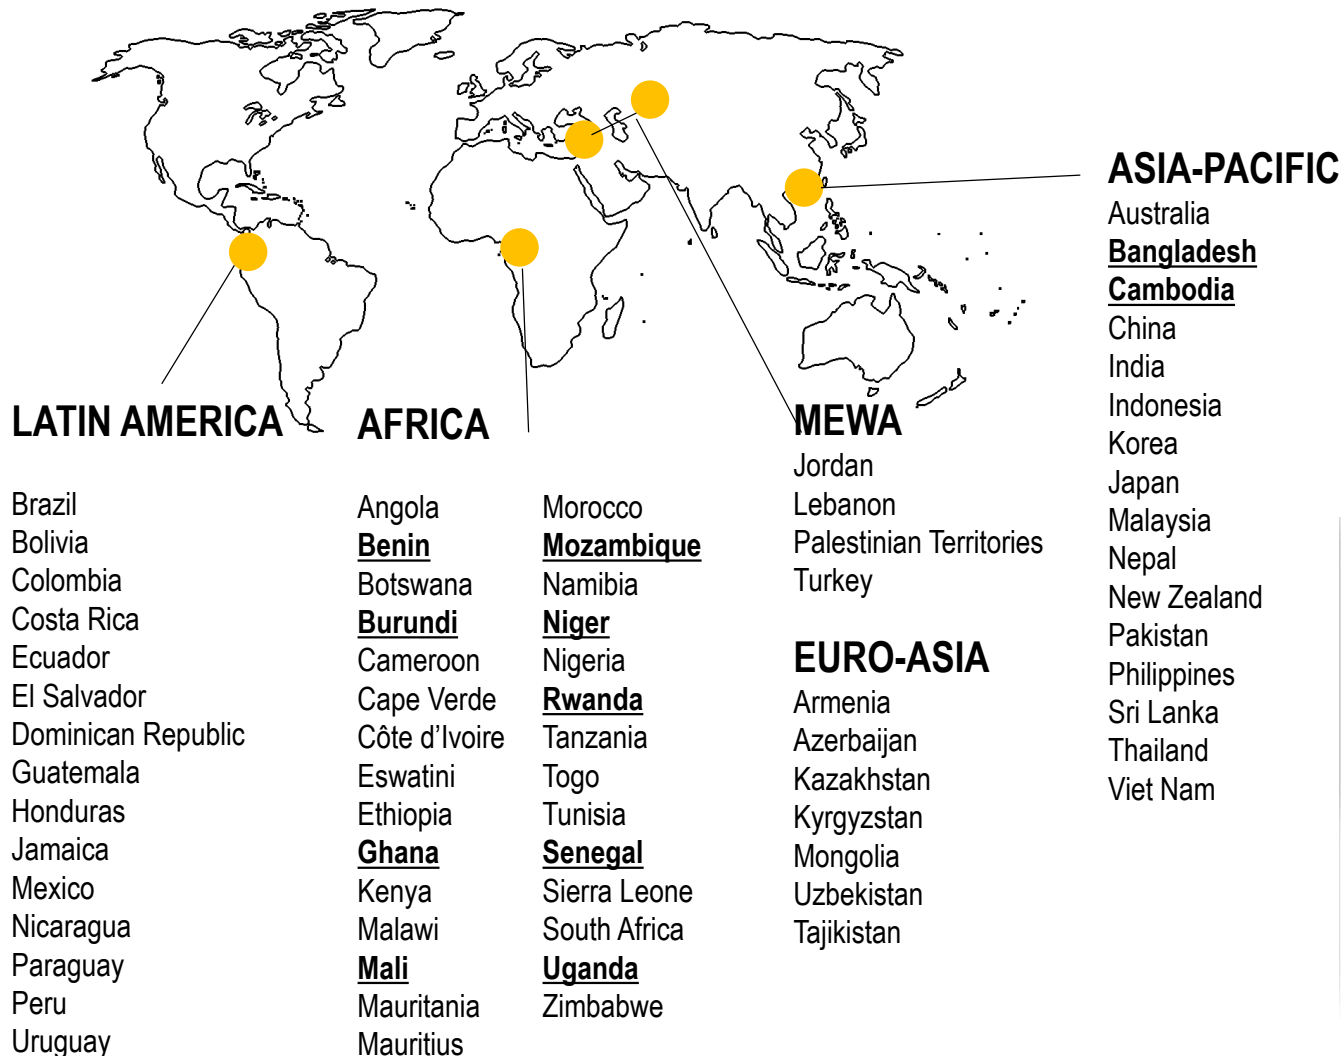 LATIN AMERICA
Brazil
Bolivia
Colombia
Costa Rica
Ecuador
El Salvador
Dominican Republic
Guatemala
Honduras
Jamaica
Mexico
Nicaragua
Paraguay
Peru
Uruguay
AFRICA
Angola
Benin
Botswana
Burundi
Cameroon
Cape Verde
Côte d’Ivoire
Eswatini
Ethiopia
Ghana
Kenya
Malawi
Mali
Mauritania
Mauritius
Morocco
Mozambique
Namibia
Niger
Nigeria
Rwanda
Tanzania
Togo
Tunisia
Senegal
Sierra Leone
South Africa
Uganda
Zimbabwe
MEWA
Jordan
Lebanon
Palestinian Territories
Turkey
EURO-ASIA
Armenia
Azerbaijan
Kazakhstan
Kyrgyzstan
Mongolia
Uzbekistan
Tajikistan
ASIA-PACIFIC
Australia
Bangladesh
Cambodia
China
India
Indonesia
Korea
Japan
Malaysia
Nepal
New Zealand
Pakistan
Philippines
Sri Lanka
Thailand
Viet Nam